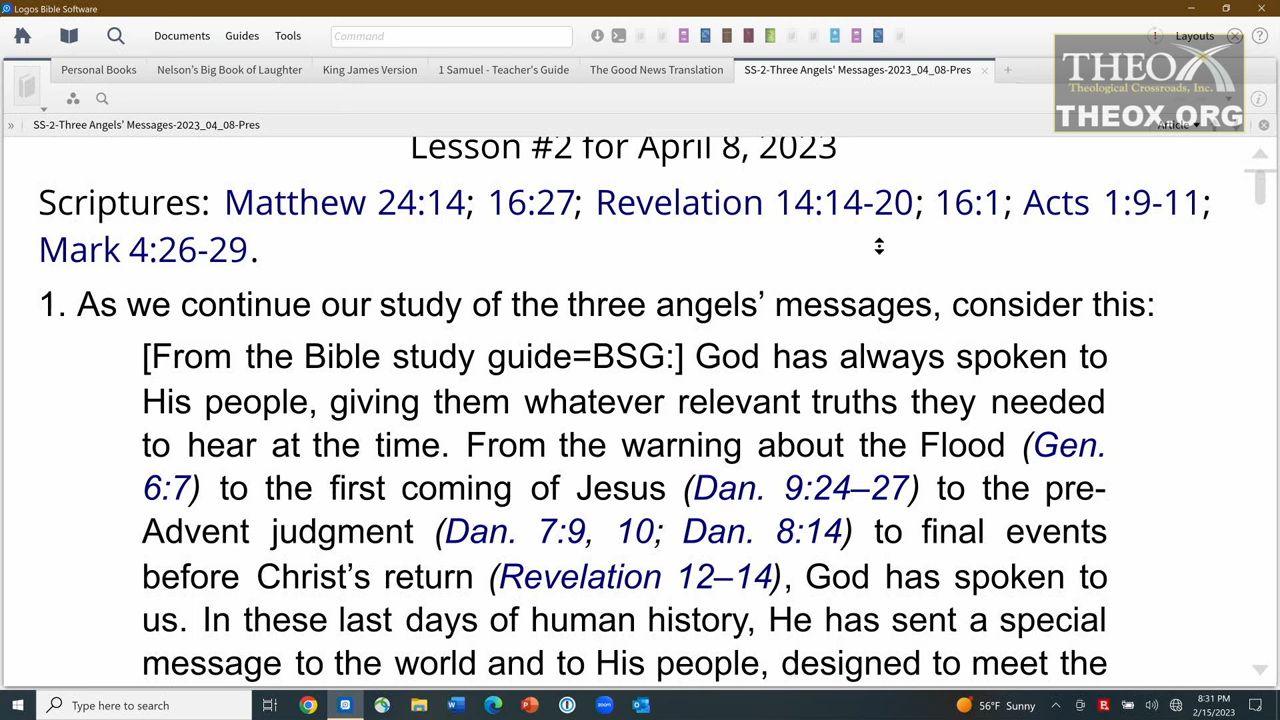 Logos Bible Software
Documents Guides Tools Command Layouts
Personal Books Nelson's Big Book of Laughter King James Version 1 Samuel - Teacher's Guide The Good News Translation SS-2-Three Angels' Messages-2023_04_08-Pres
THEOX
Theological Crossroads, Inc.
THEOX.ORG
SS-2-Three Angels' Messages-2023_04_08-Pres Article
Lesson #2 for April 8, 2023
Scriptures: Matthew 24:14; 16:27; Revelation 14:14-20; 16:1; Acts 1:9-11;
Mark 4:26-29.
1. As we continue our study of the three angels’ messages, consider this:
[From the Bible study guide=BSG:] God has always spoken to
His people, giving them whatever relevant truths they needed
to hear at the time. From the warning about the Flood (Gen.
6:7) to the first coming of Jesus (Dan. 9:24–27) to the pre-
Advent judgment (Dan. 7:9, 10; Dan. 8:14) to final events
before Christ’s return (Revelation 12–14), God has spoken to
us. In these last days of human history, He has sent a special
message to the world and to His people, designed to meet the
Type here to search
56°F Sunny
8:31 PM
2/15/2023